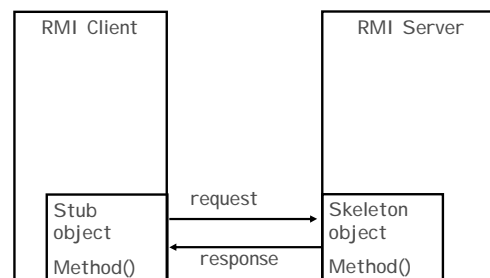 RMI Client
RMI Server
request
Stub
object
Method()
Skeleton
object
Method()
response